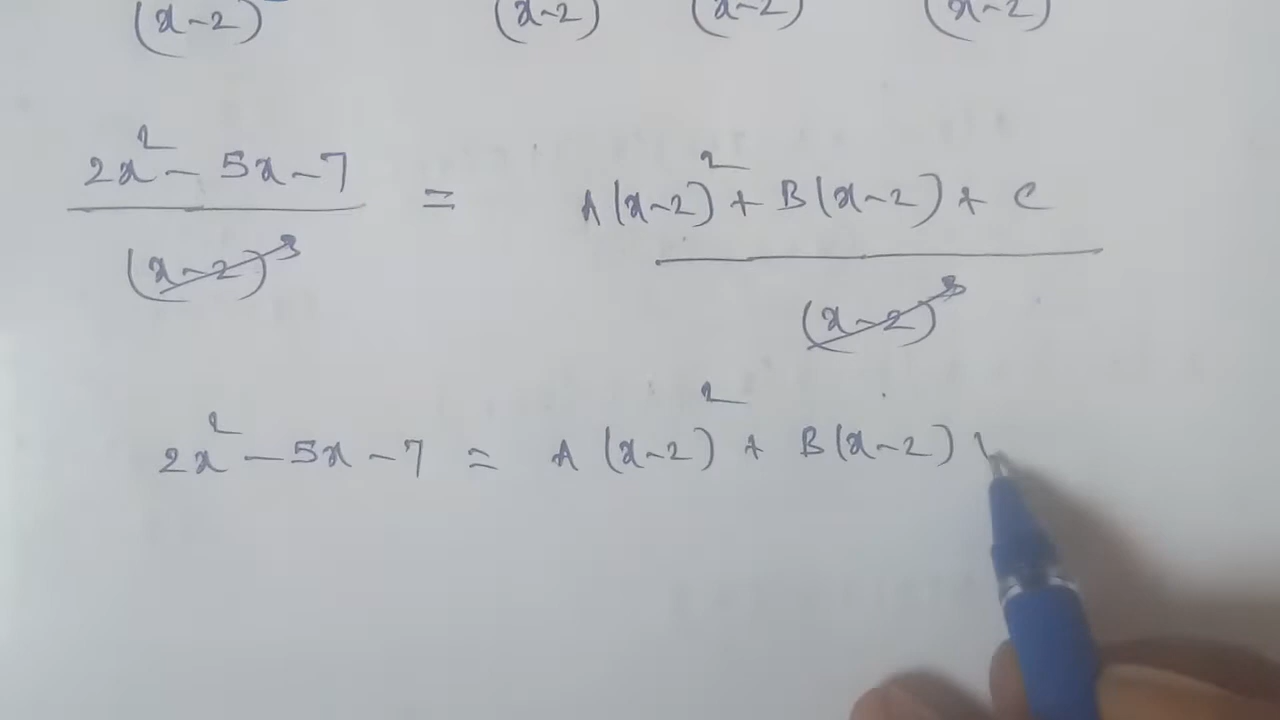 (x-2) (x-2) (x-2) (x-2)
2x² - 5x - 7 = A(x-2)² + B(x-2) + C
(x-2)³ (x-2)³
2x² - 5x - 7 = A (x-2)² + B(x-2)